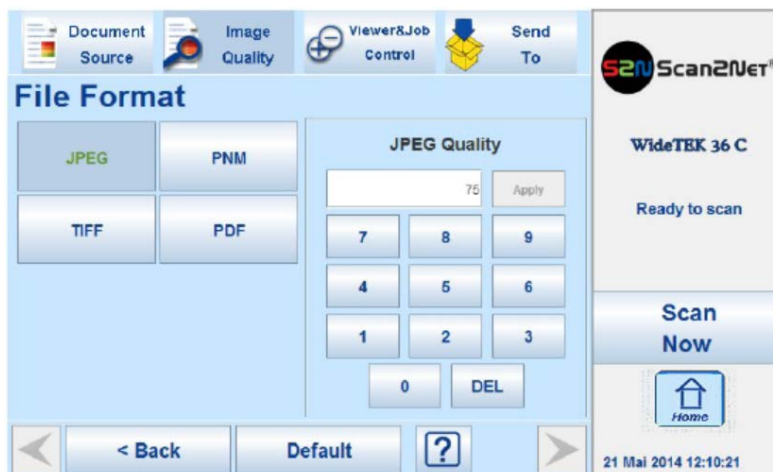 Document
Source
Image
Quality
Viewer&Job
Control
Send
To
File Format
JPEG
PNM
TIFF
PDF
JPEG Quality
75
Apply
7
8
9
4
5
6
1
2
3
0
DEL
< Back
Default
?
S2N Scan2Net®
WideTEK 36 C
Ready to scan
Scan
Now
Home
21 Mai 2014 12:10:21